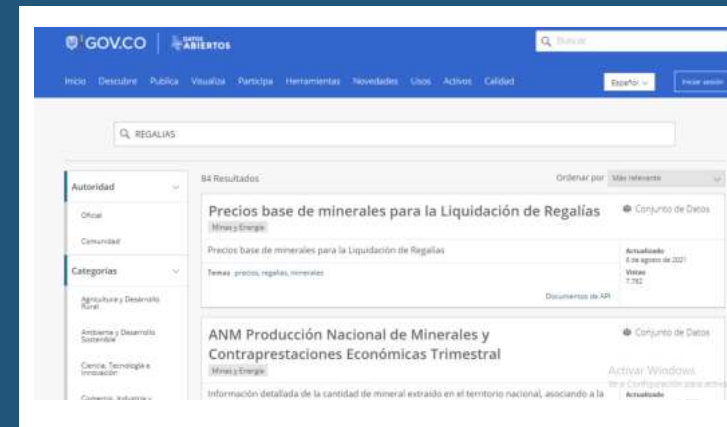 GOV.CO
DATOS
ABIERTOS
Buscar
Inicio Descubre Publica Visualiza Participa Herramientas Novedades Usos Activos Calidad
Español
Iniciar sesión
REGALIAS
Autoridad
Oficial
Comunidad
Categorías
Agricultura y Desarrollo
Rural
Ambiente y Desarrollo
Sostenible
Ciencia, Tecnología e
Innovación
Comercio, Industria y
84 Resultados
Ordenar por Más relevante
Precios base de minerales para la Liquidación de Regalías
Conjunto de Datos
Minas y Energía
Precios base de minerales para la Liquidación de Regalías
Temas precios, regalías, minerales
Documentos de API
Actualizado
6 de agosto de 2021
Vistas
7.762
ANM Producción Nacional de Minerales y
Contraprestaciones Económicas Trimestral
Conjunto de Datos
Minas y Energía
Información detallada de la cantidad de mineral extraído en el territorio nacional, asociando a la
Activar Windows
Ve a Configuración para activar
Actualizado